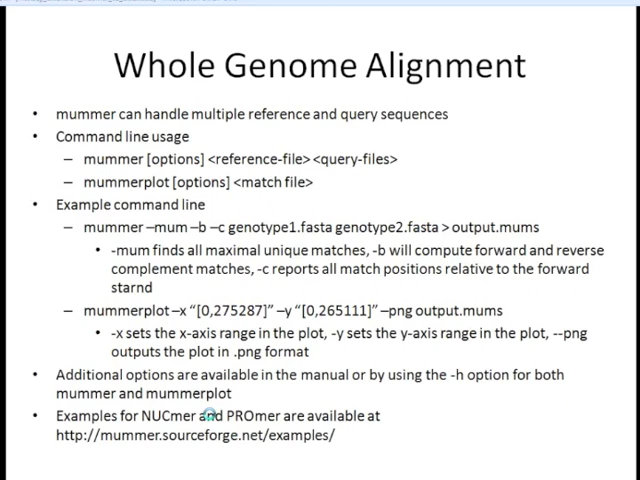 Whole Genome Alignment
• mummer can handle multiple reference and query sequences
• Command line usage
– mummer [options] <reference-file> <query-files>
– mummerplot [options] <match file>
• Example command line
– mummer –mum –b –c genotype1.fasta genotype2.fasta > output.mums
• -mum finds all maximal unique matches, -b will compute forward and reverse
complement matches, -c reports all match positions relative to the forward
starnd
– mummerplot –x “[0,275287]” –y “[0,265111]” –png output.mums
• -x sets the x-axis range in the plot, -y sets the y-axis range in the plot, --png
outputs the plot in .png format
• Additional options are available in the manual or by using the -h option for both
mummer and mummerplot
• Examples for NUCmer and PROmer are available at
http://mummer.sourceforge.net/examples/